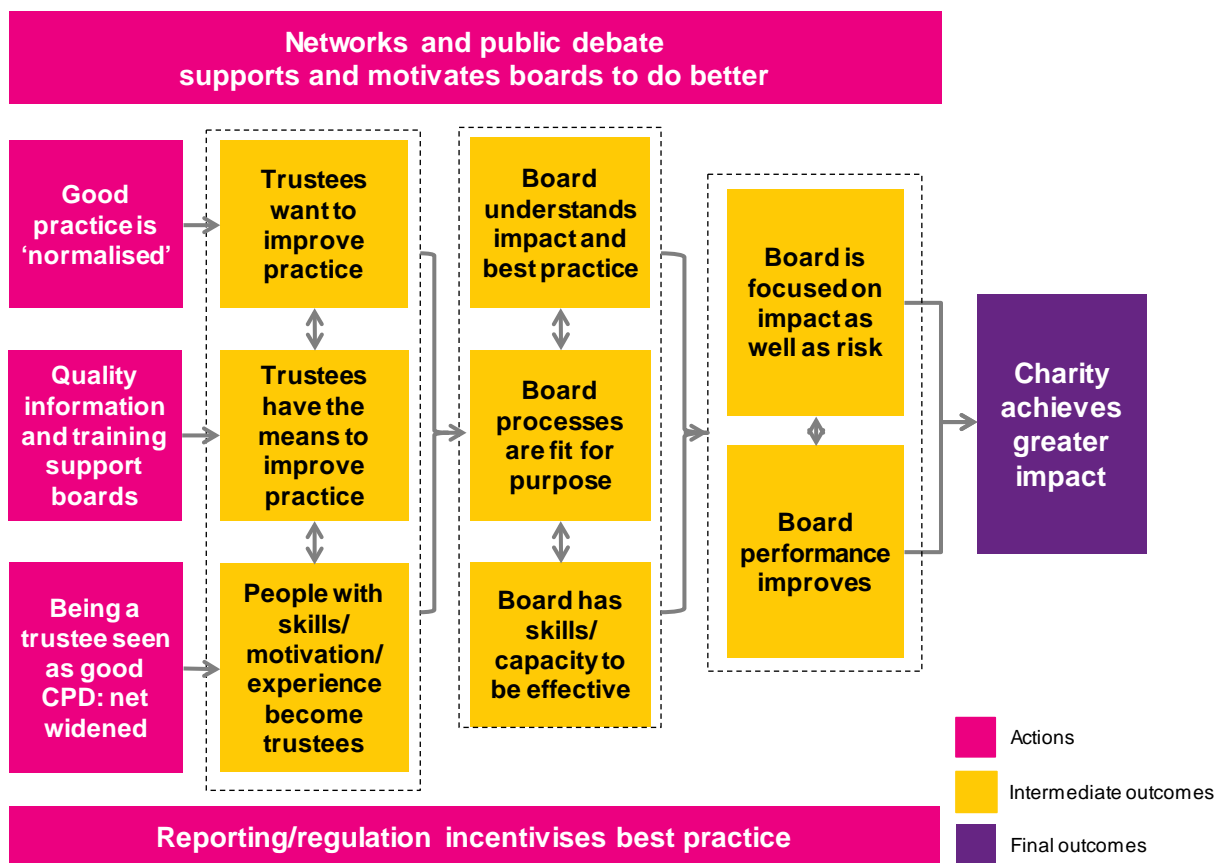 Networks and public debate
supports and motivates boards to do better
Good
practice is
‘normalised’
Trustees
want to
improve
practice
Board
understands
impact and
best practice
Board is
focused on
impact as
well as risk
Quality
information
and training
support
boards
Trustees
have the
means to
improve
practice
Board
processes
are fit for
purpose
Charity
achieves
greater
impact
Board
performance
improves
Being a
trustee seen
as good
CPD: net
widened
People with
skills/
motivation/
experience
become
trustees
Board has
skills/
capacity to
be effective
Reporting/regulation incentivises best practice
Actions
Intermediate outcomes
Final outcomes